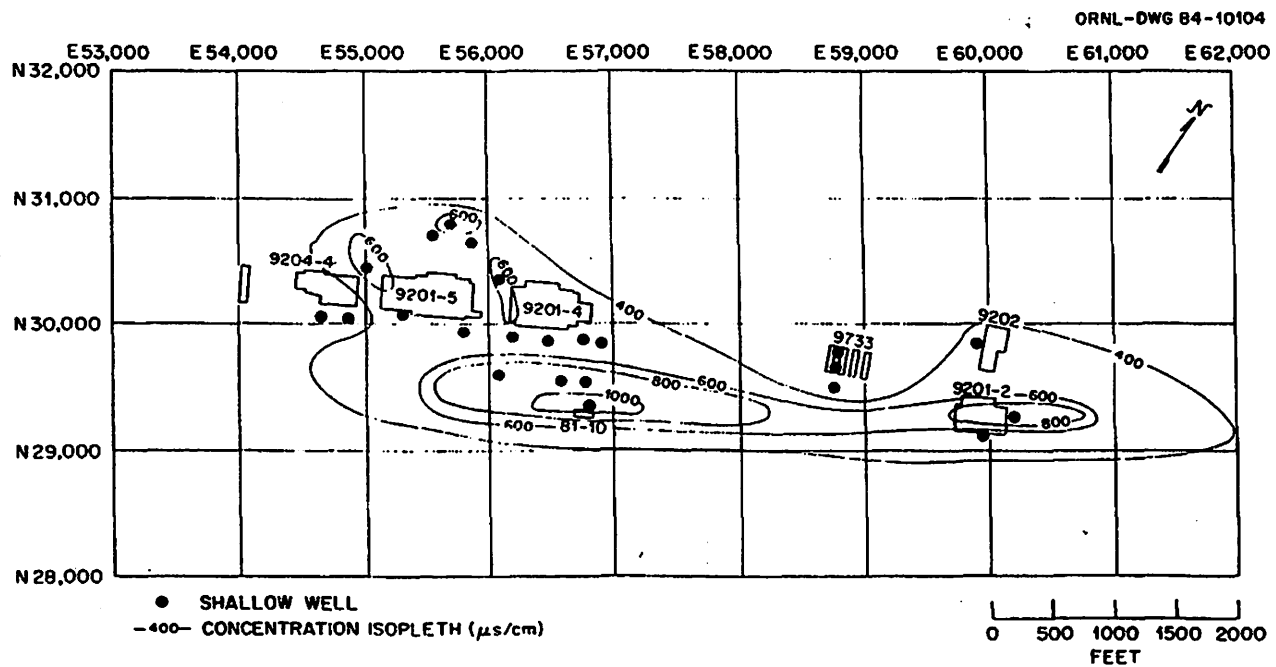 ORNL-DWG 84-10104
E53,000 E54,000 E55,000 E56,000 E57,000 E58,000 E59,000 E60,000 E61,000 E62,000
N32,000
N
N31,000
600
600
9204-4
600
9201-5
9201-4
400
9202
N30,000
9733
400
800
600
9201-2
600
1000
800
600
81-10
N29,000
N28,000
SHALLOW WELL
-400- CONCENTRATION ISOPLETH (μs/cm)
0 500 1000 1500 2000
FEET